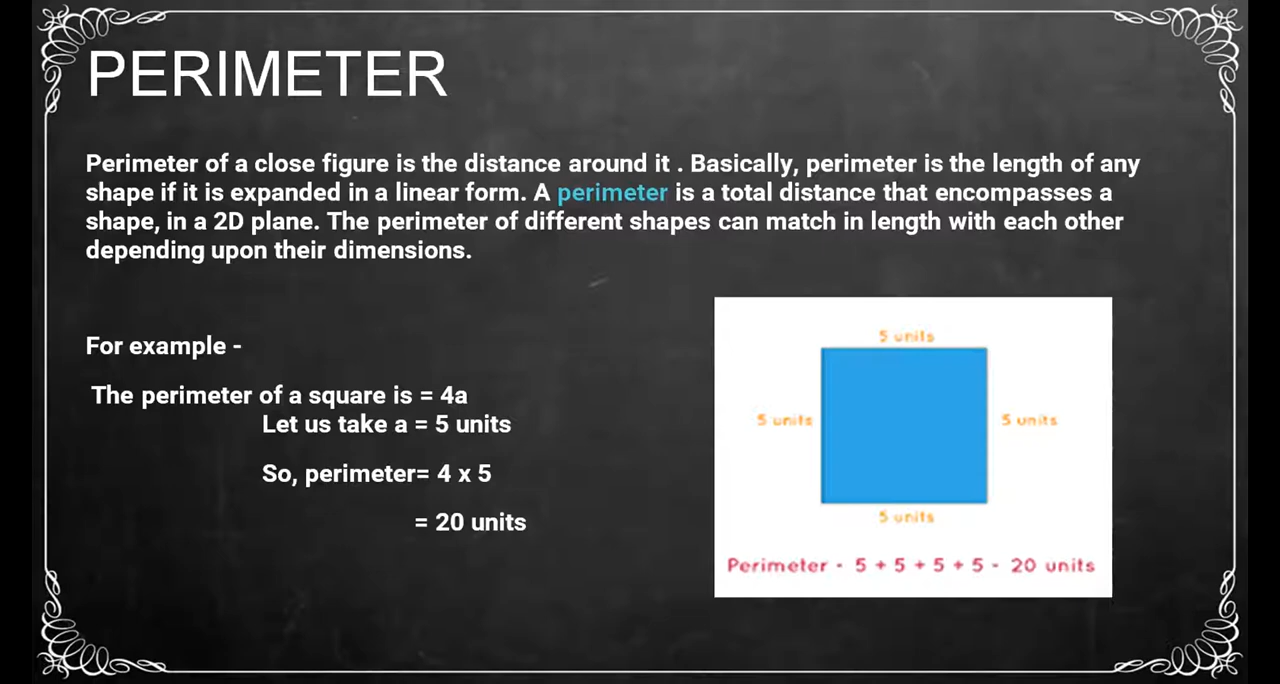 PERIMETER
Perimeter of a close figure is the distance around it . Basically, perimeter is the length of any
shape if it is expanded in a linear form. A perimeter is a total distance that encompasses a
shape, in a 2D plane. The perimeter of different shapes can match in length with each other
depending upon their dimensions.
For example -
The perimeter of a square is = 4a
Let us take a = 5 units
So, perimeter= 4 x 5
= 20 units
5 units
5 units
5 units
5 units
Perimeter - 5 + 5 + 5 + 5 - 20 units